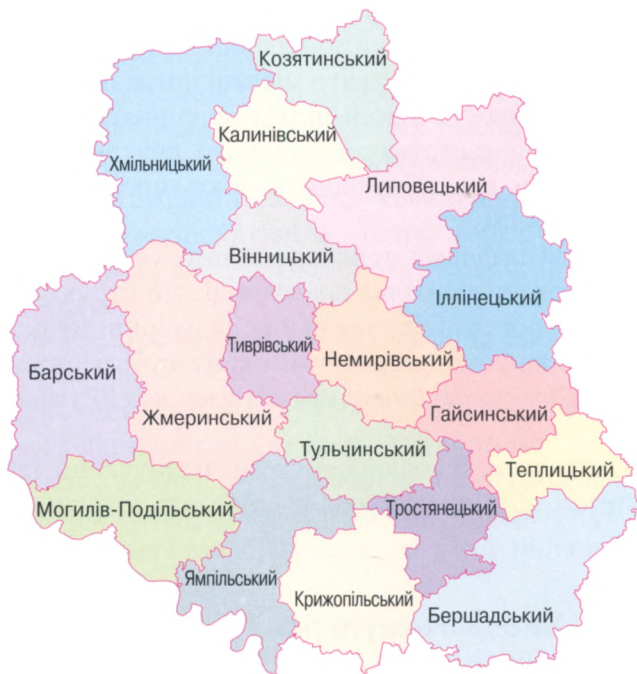 Козятинський
Калинівський
Хмільницький
Липовецький
Вінницький
Іллінецький
Тиврівський
Немирівський
Барський
Жмеринський
Гайсинський
Тульчинський
Теплицький
Могилів-Подільський
Тростянецький
Ямпільський
Крижопільський
Бершадський